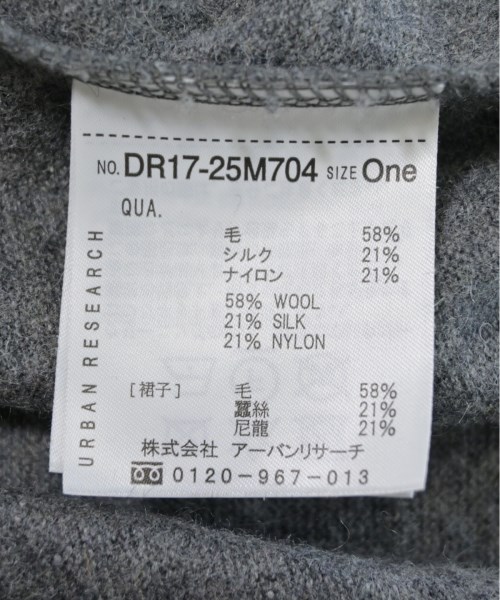 NO. DR17-25M704 SIZE One
QUA.
毛 58%
シルク 21%
ナイロン 21%
58% WOOL
21% SILK
21% NYLON
[裙子] 毛 58%
蠶絲 21%
尼龍 21%
株式会社 アーバンリサーチ
0120-967-013
URBAN RESEARCH